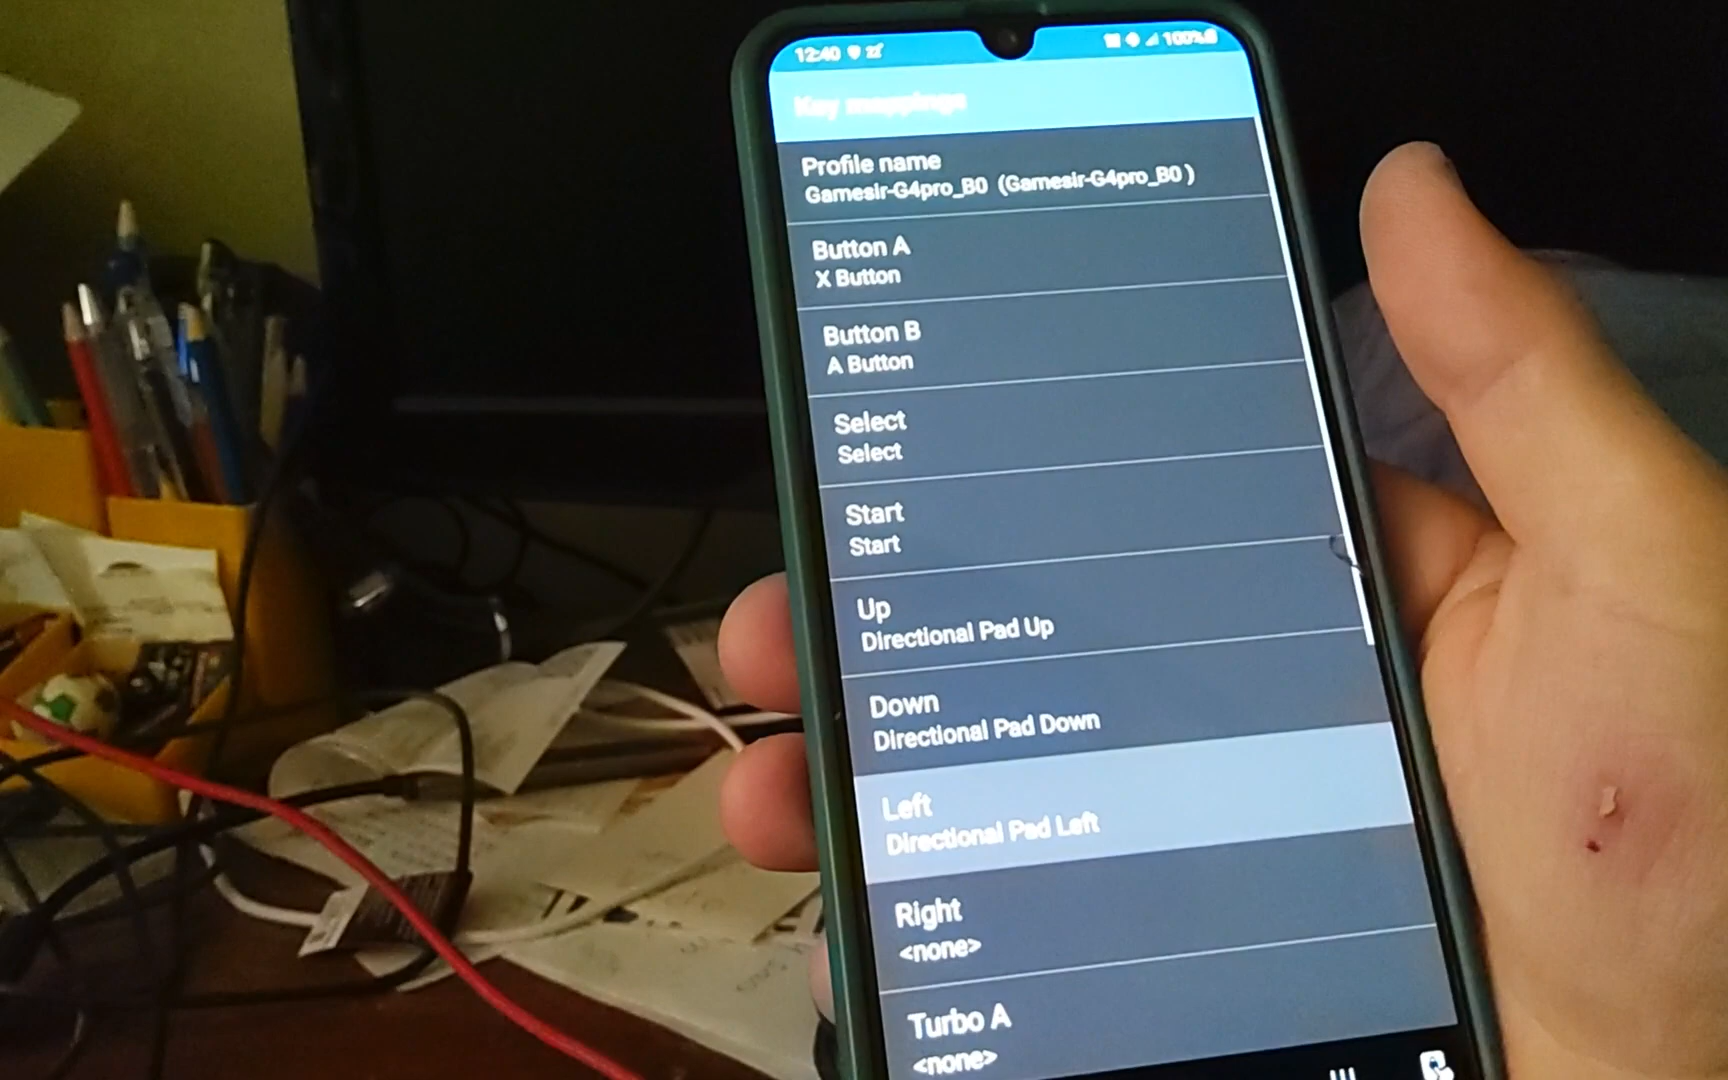 12:40
100%
Key mappings
Profile name
Gamesir-G4pro_B0 (Gamesir-G4pro_B0 )
Button A
X Button
Button B
A Button
Select
Select
Start
Start
Up
Directional Pad Up
Down
Directional Pad Down
Left
Directional Pad Left
Right
<none>
Turbo A
<none>